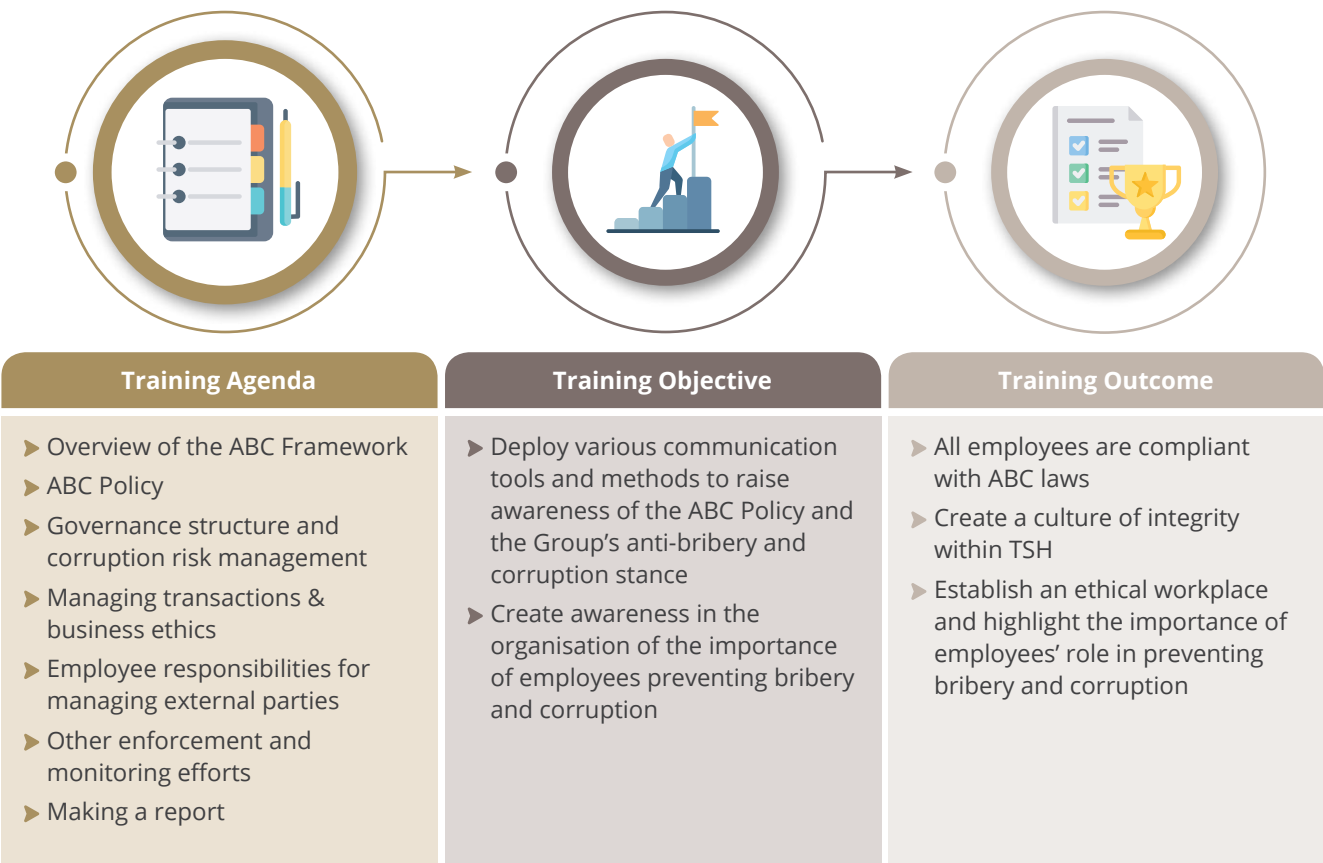 Training Agenda
Overview of the ABC Framework
ABC Policy
Governance structure and
corruption risk management
Managing transactions &
business ethics
Employee responsibilities for
managing external parties
Other enforcement and
monitoring efforts
Making a report
Training Objective
Deploy various communication
tools and methods to raise
awareness of the ABC Policy and
the Group’s anti-bribery and
corruption stance
Create awareness in the
organisation of the importance
of employees preventing bribery
and corruption
Training Outcome
All employees are compliant
with ABC laws
Create a culture of integrity
within TSH
Establish an ethical workplace
and highlight the importance of
employees’ role in preventing
bribery and corruption